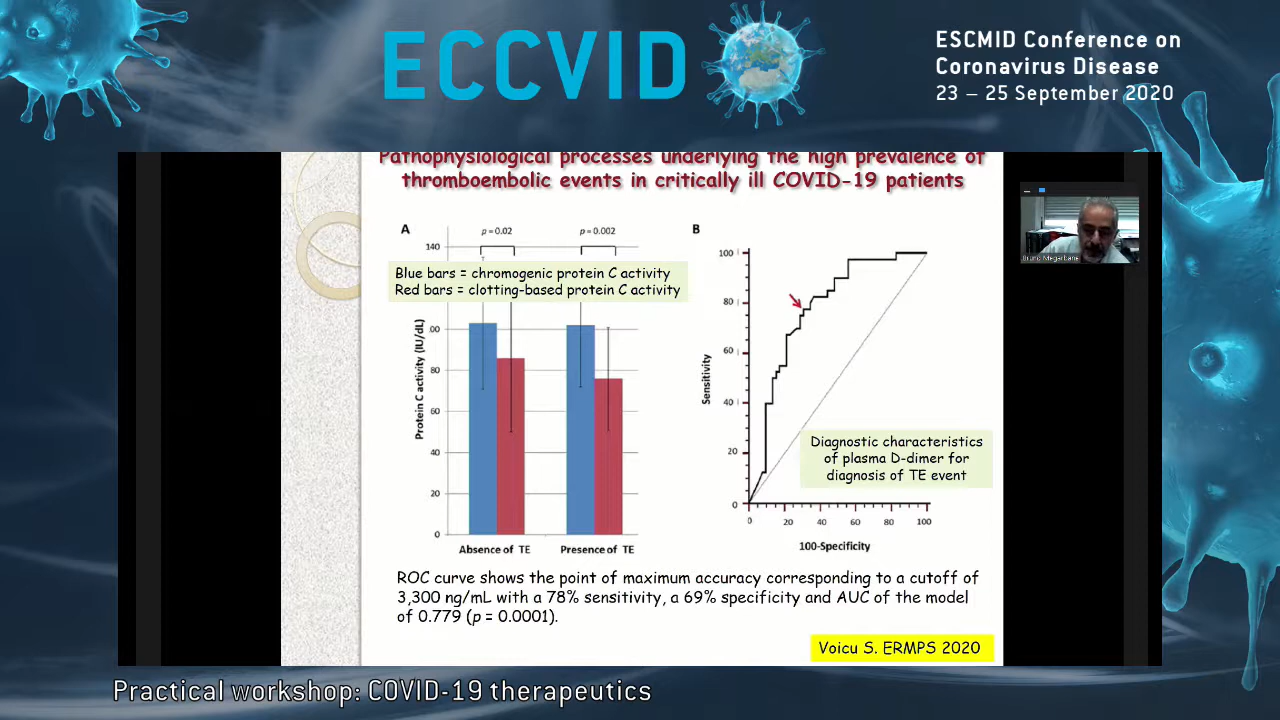 ECCVID
ESCMID Conference on
Coronavirus Disease
23 – 25 September 2020
Pathophysiological processes underlying the high prevalence of
thromboembolic events in critically ill COVID-19 patients
Bruno Megarbane
A
p = 0.02
p = 0.002
140
Blue bars = chromogenic protein C activity
Red bars = clotting-based protein C activity
00
80
60
40
20
0
Protein C activity (IU/dL)
Absence of TE
Presence of TE
B
100
80
60
40
20
0
Sensitivity
Diagnostic characteristics
of plasma D-dimer for
diagnosis of TE event
0
20
40
60
80
100
100-Specificity
ROC curve shows the point of maximum accuracy corresponding to a cutoff of
3,300 ng/mL with a 78% sensitivity, a 69% specificity and AUC of the model
of 0.779 (p = 0.0001).
Voicu S. ERMPS 2020
Practical workshop: COVID-19 therapeutics